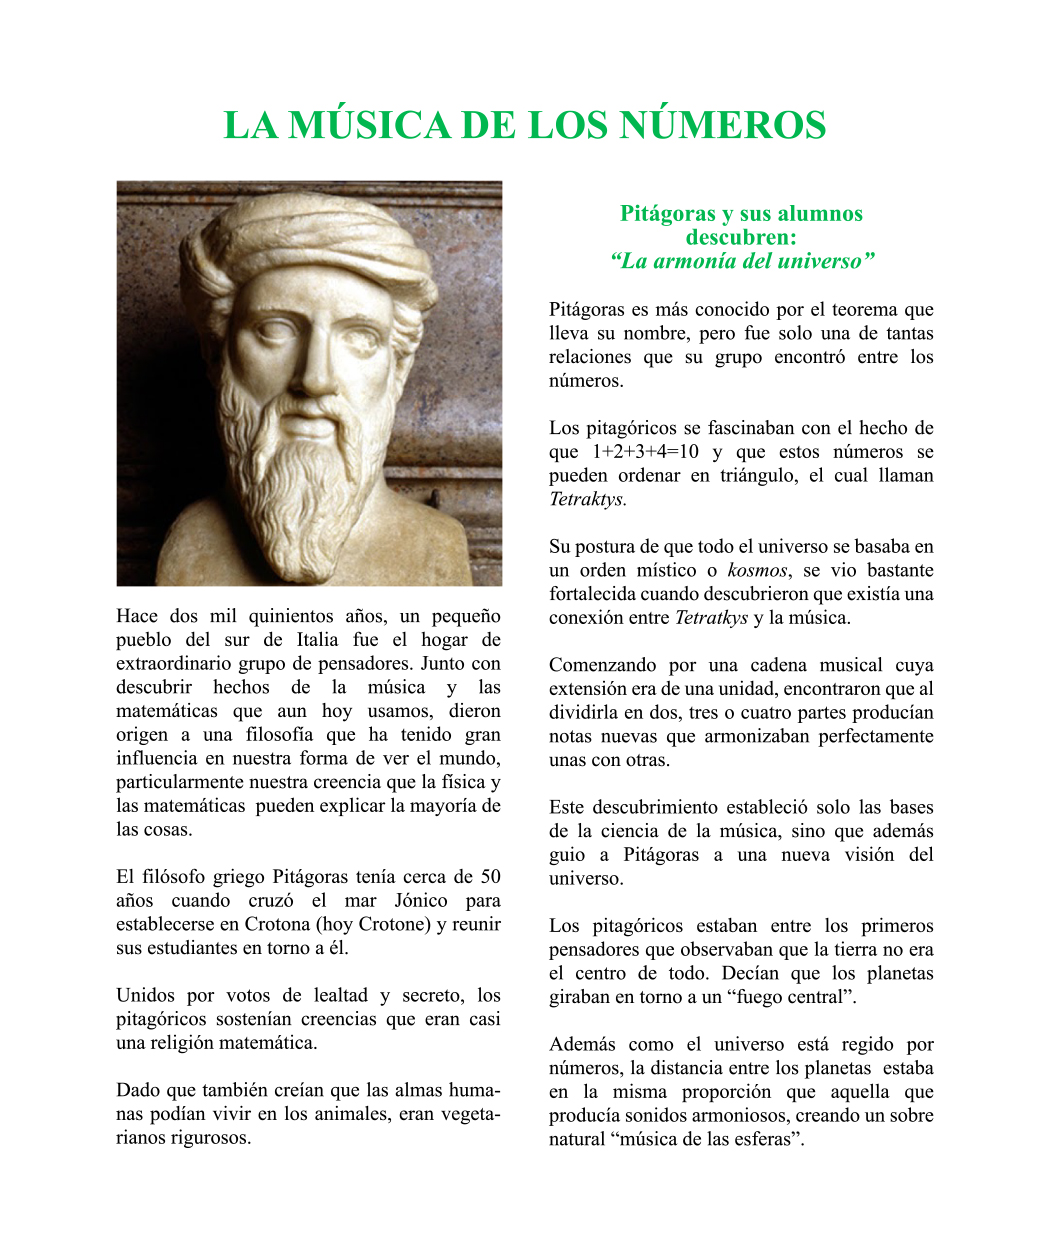 LA MÚSICA DE LOS NÚMEROS
Hace dos mil quinientos años, un pequeño
pueblo del sur de Italia fue el hogar de
extraordinario grupo de pensadores. Junto con
descubrir hechos de la música y las
matemáticas que aun hoy usamos, dieron
origen a una filosofía que ha tenido gran
influencia en nuestra forma de ver el mundo,
particularmente nuestra creencia que la física y
las matemáticas pueden explicar la mayoría de
las cosas.
El filósofo griego Pitágoras tenía cerca de 50
años cuando cruzó el mar Jónico para
establecerse en Crotona (hoy Crotone) y reunir
sus estudiantes en torno a él.
Unidos por votos de lealtad y secreto, los
pitagóricos sostenían creencias que eran casi
una religión matemática.
Dado que también creían que las almas huma-
nas podían vivir en los animales, eran vegeta-
rianos rigurosos.
Pitágoras y sus alumnos
descubren:
“La armonía del universo”
Pitágoras es más conocido por el teorema que
lleva su nombre, pero fue solo una de tantas
relaciones que su grupo encontró entre los
números.
Los pitagóricos se fascinaban con el hecho de
que 1+2+3+4=10 y que estos números se
pueden ordenar en triángulo, el cual llaman
Tetraktys.
Su postura de que todo el universo se basaba en
un orden místico o kosmos, se vio bastante
fortalecida cuando descubrieron que existía una
conexión entre Tetratkys y la música.
Comenzando por una cadena musical cuya
extensión era de una unidad, encontraron que al
dividirla en dos, tres o cuatro partes producían
notas nuevas que armonizaban perfectamente
unas con otras.
Este descubrimiento estableció solo las bases
de la ciencia de la música, sino que además
guio a Pitágoras a una nueva visión del
universo.
Los pitagóricos estaban entre los primeros
pensadores que observaban que la tierra no era
el centro de todo. Decían que los planetas
giraban en torno a un “fuego central”.
Además como el universo está regido por
números, la distancia entre los planetas estaba
en la misma proporción que aquella que
producía sonidos armoniosos, creando un sobre
natural “música de las esferas”.